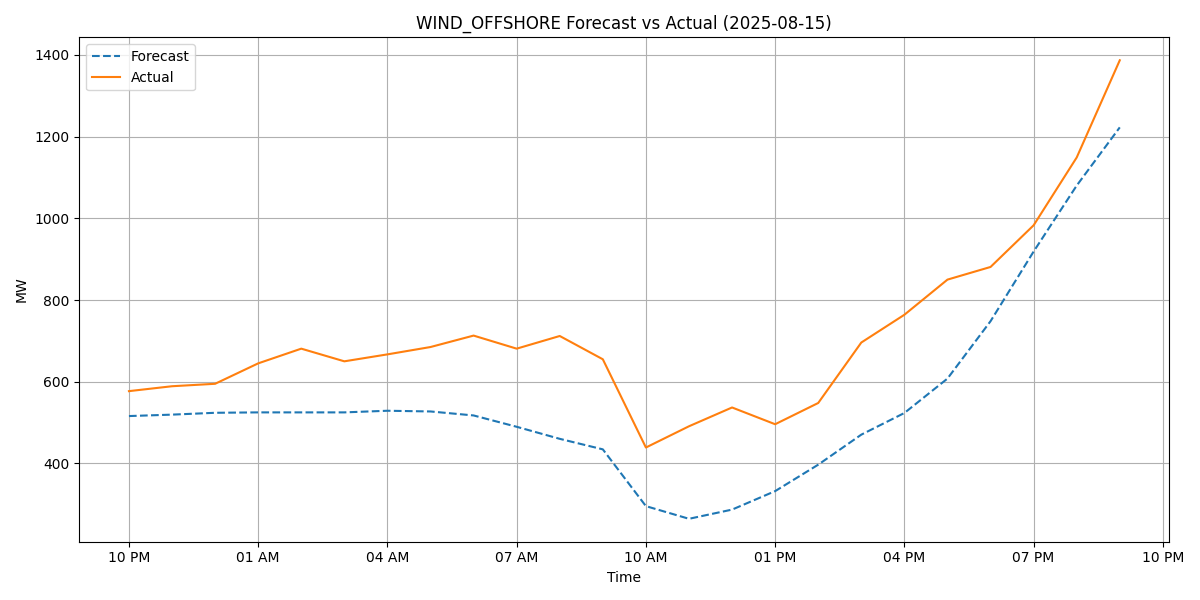 WIND_OFFSHORE Forecast vs Actual (2025-08-15)
Forecast
Actual
1400
1200
1000
800
600
400
MW
10 PM 01 AM 04 AM 07 AM 10 AM 01 PM 04 PM 07 PM 10 PM
Time